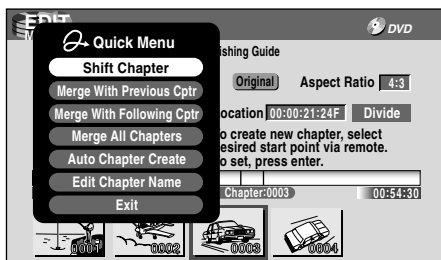 EDIT
DVD
Quick Menu
Shift Chapter
Merge With Previous Cptr
Merge With Following Cptr
Merge All Chapters
Auto Chapter Create
Edit Chapter Name
Exit
ishing Guide
Original Aspect Ratio 4:3
ocation 00:00:21:24F Divide
o create new chapter, select
esired start point via remote.
o set, press enter.
Chapter:0003 00:54:30
0001 0002 0003 0004